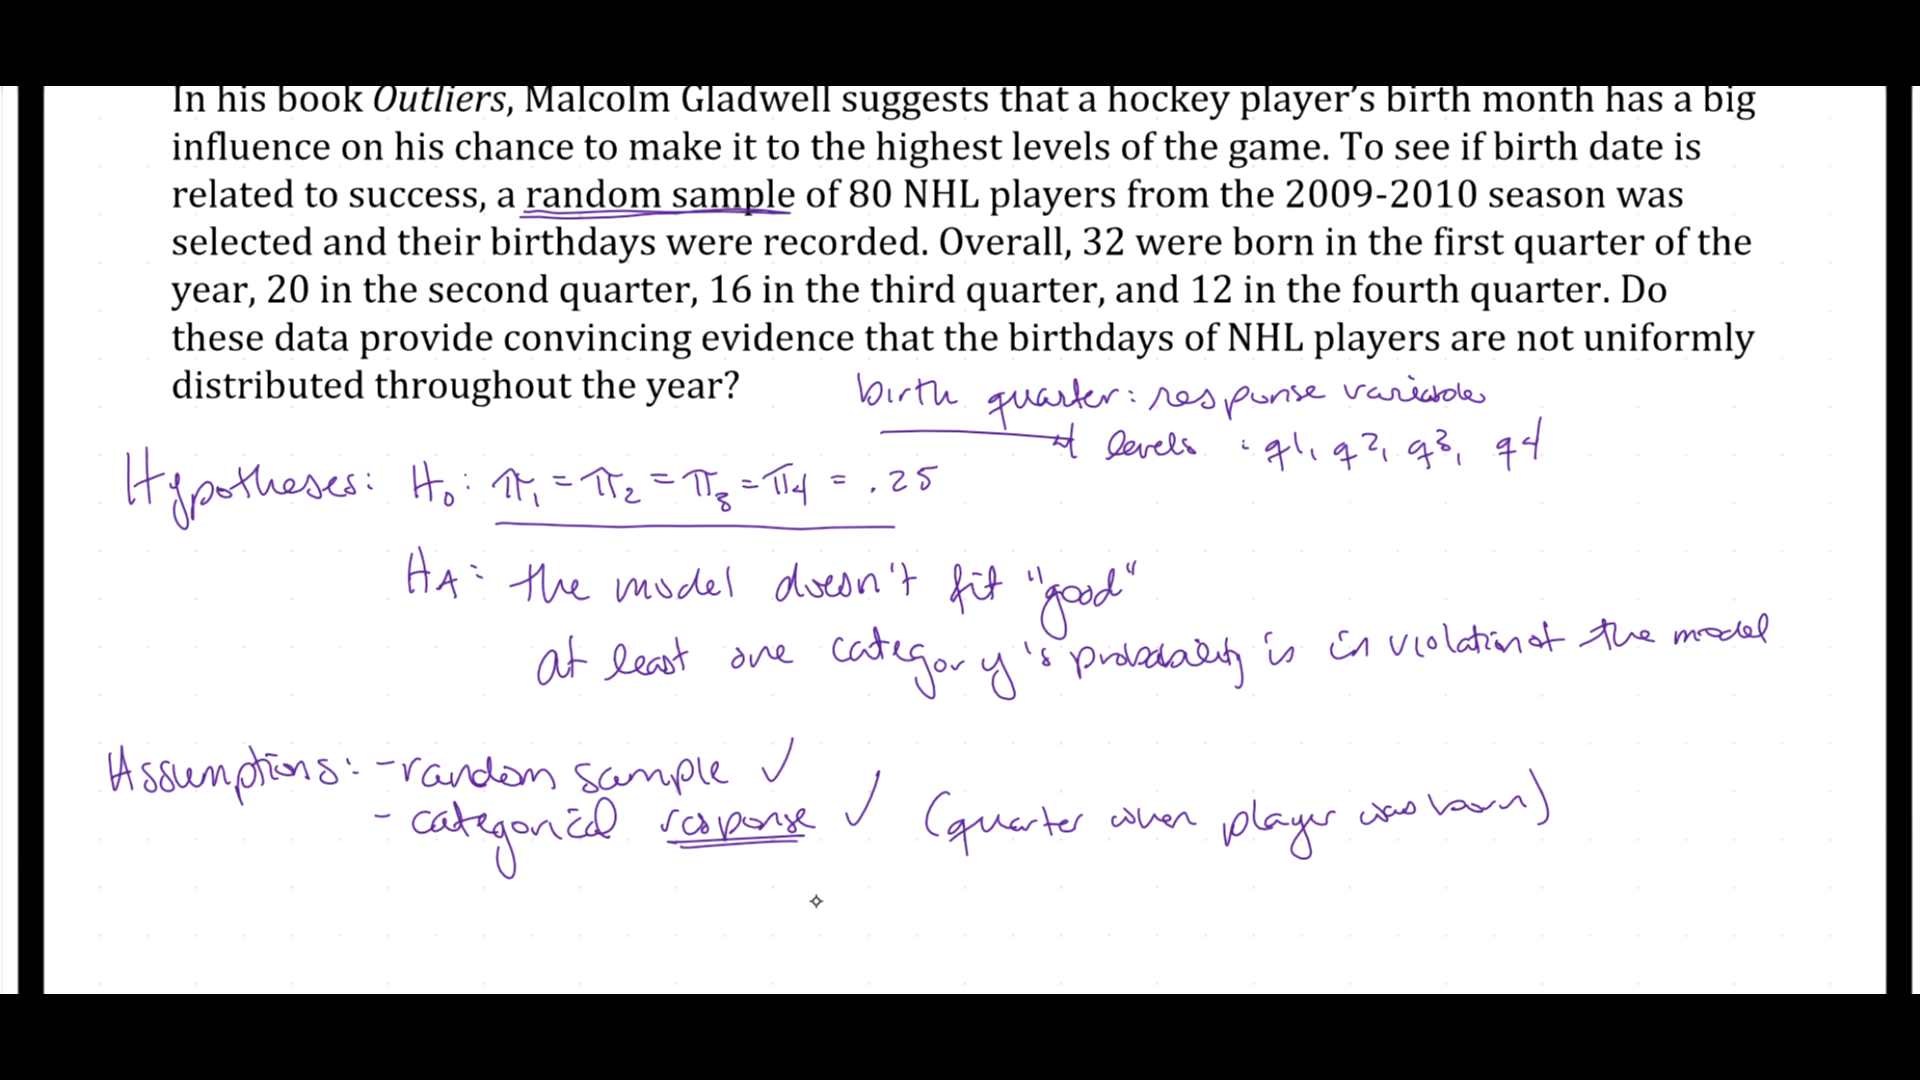 In his book Outliers, Malcolm Gladwell suggests that a hockey player's birth month has a big
influence on his chance to make it to the highest levels of the game. To see if birth date is
related to success, a random sample of 80 NHL players from the 2009-2010 season was
selected and their birthdays were recorded. Overall, 32 were born in the first quarter of the
year, 20 in the second quarter, 16 in the third quarter, and 12 in the fourth quarter. Do
these data provide convincing evidence that the birthdays of NHL players are not uniformly
distributed throughout the year?
birth quarter: response variable
4 levels : q1, q2, q3, q4
Hypotheses: H₀: π₁ = π₂ = π₃ = π₄ = .25
H_A: the model doesn't fit "good"
at least one category's probability is in violation of the model
Assumptions: - random sample ✓
- categorical response ✓ (quarter when player was born)